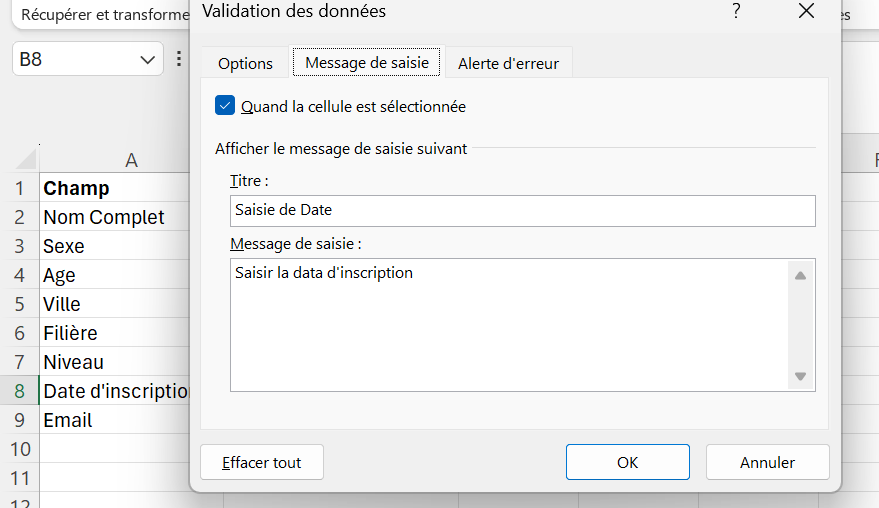 Récupérer et transforme
Validation des données
?
es
B8
Options
Message de saisie
Alerte d'erreur
Quand la cellule est sélectionnée
Afficher le message de saisie suivant
Titre :
Saisie de Date
Message de saisie :
Saisir la data d'inscription
A
1 Champ
2 Nom Complet
3 Sexe
4 Age
5 Ville
6 Filière
7 Niveau
8 Date d'inscription
9 Email
10
11
12
Effacer tout
OK
Annuler